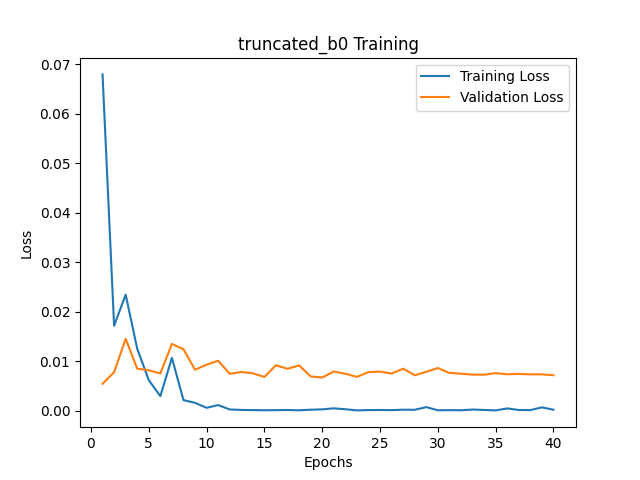 truncated_b0 Training
Training Loss
Validation Loss
0.07
0.06
0.05
0.04
0.03
0.02
0.01
0.00
Loss
0 5 10 15 20 25 30 35 40
Epochs